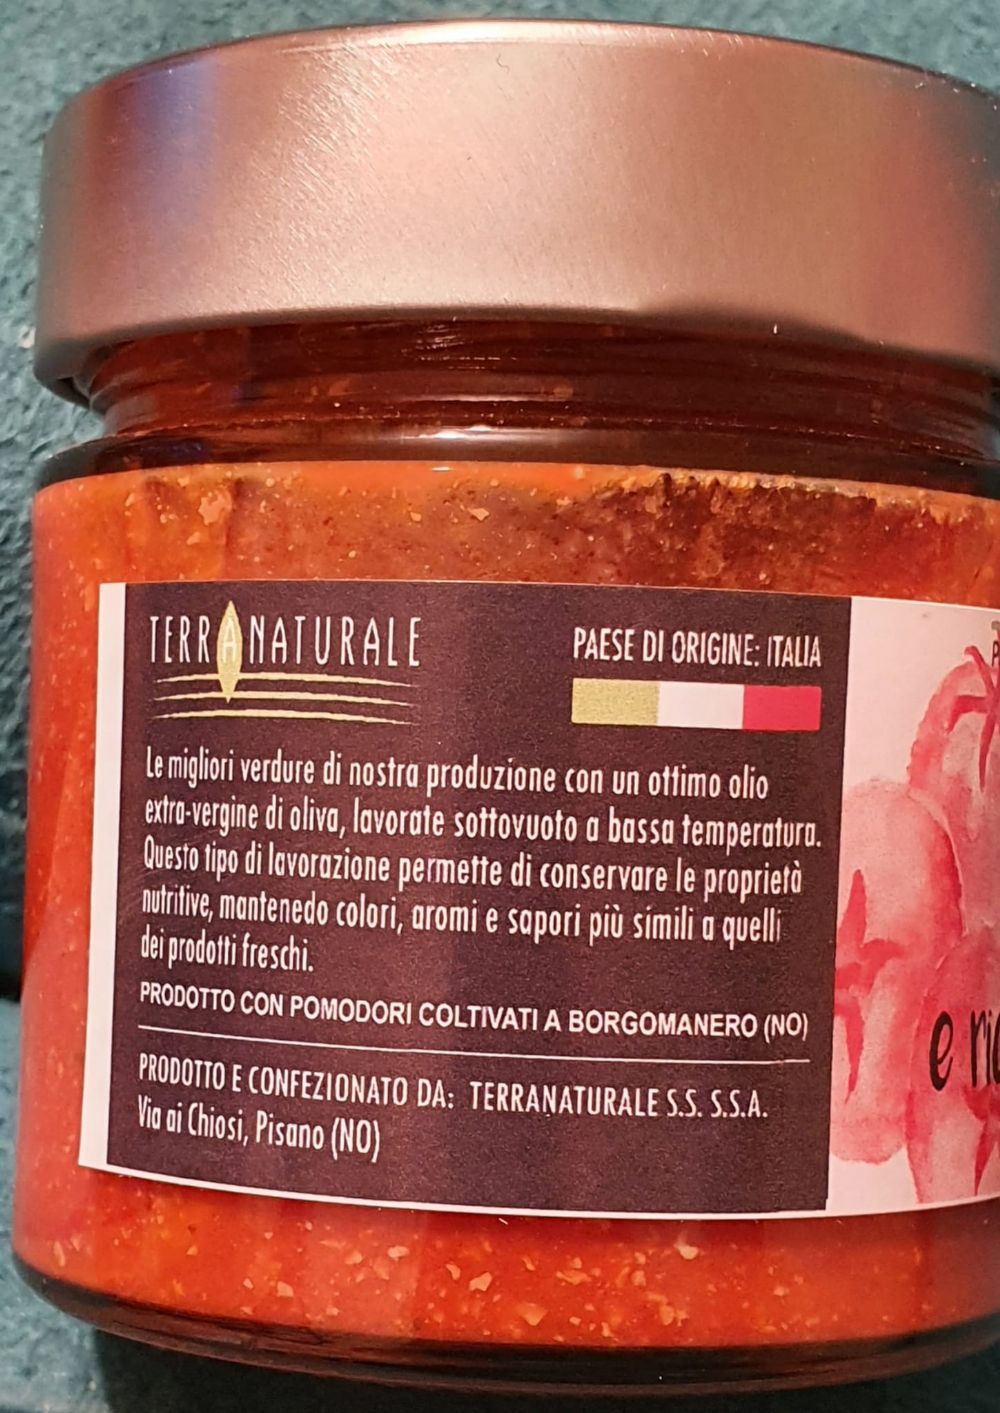 TERRANATURALE
PAESE DI ORIGINE: ITALIA
Le migliori verdure di nostra produzione con un ottimo olio
extra-vergine di oliva, lavorate sottovuoto a bassa temperatura.
Questo tipo di lavorazione permette di conservare le proprietà
nutritive, mantenedo colori, aromi e sapori più simili a quelli
dei prodotti freschi.
PRODOTTO CON POMODORI COLTIVATI A BORGOMANERO (NO)
PRODOTTO E CONFEZIONATO DA: TERRANATURALE S.S. S.S.A.
Via ai Chiosi, Pisano (NO)
e